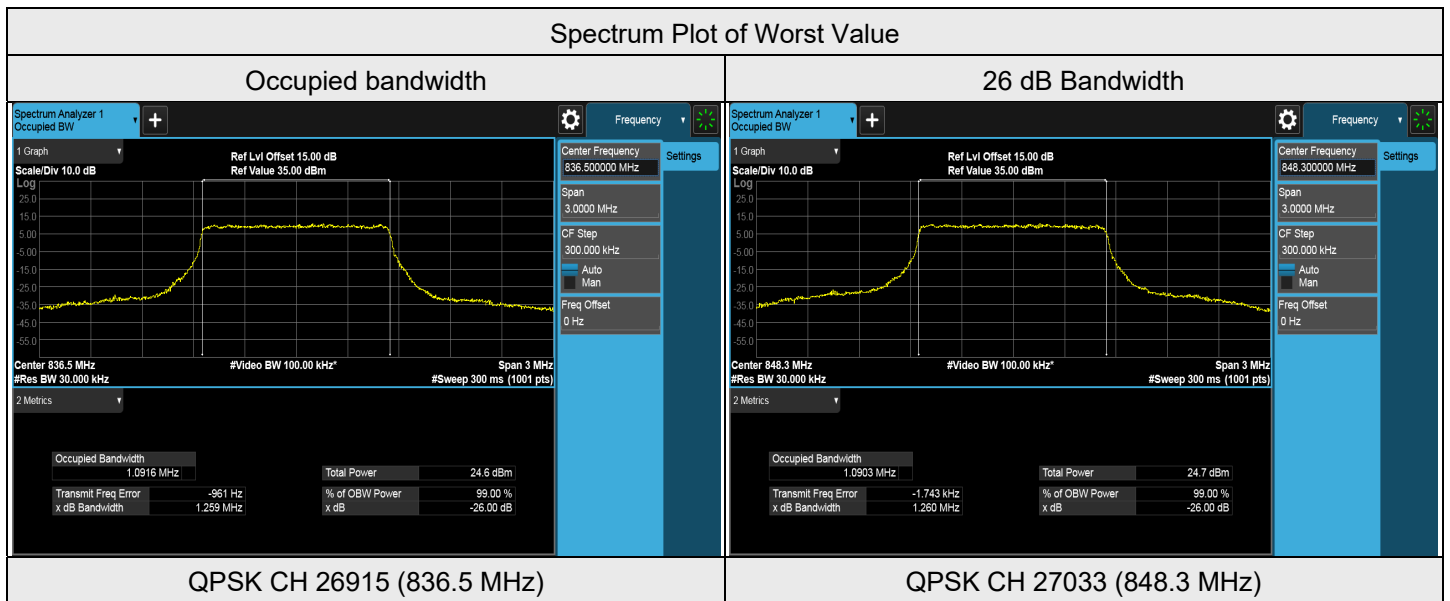 Spectrum Plot of Worst Value
Occupied bandwidth
26 dB Bandwidth
Spectrum Analyzer 1
Occupied BW
+
Frequency
1 Graph
Scale/Div 10.0 dB
Ref Lvl Offset 15.00 dB
Ref Value 35.00 dBm
Log
25.0
15.0
5.00
-5.00
-15.0
-25.0
-35.0
-45.0
-55.0
Center 836.5 MHz
#Res BW 30.000 kHz
#Video BW 100.00 kHz*
Span 3 MHz
#Sweep 300 ms (1001 pts)
Center Frequency
836.500000 MHz
Settings
Span
3.0000 MHz
CF Step
300.000 kHz
Auto
Man
Freq Offset
0 Hz
2 Metrics
Occupied Bandwidth
1.0916 MHz
Total Power 24.6 dBm
Transmit Freq Error -961 Hz
% of OBW Power 99.00 %
x dB Bandwidth 1.259 MHz
x dB -26.00 dB
Spectrum Analyzer 1
Occupied BW
+
Frequency
1 Graph
Scale/Div 10.0 dB
Ref Lvl Offset 15.00 dB
Ref Value 35.00 dBm
Log
25.0
15.0
5.00
-5.00
-15.0
-25.0
-35.0
-45.0
-55.0
Center 848.3 MHz
#Res BW 30.000 kHz
#Video BW 100.00 kHz*
Span 3 MHz
#Sweep 300 ms (1001 pts)
Center Frequency
848.300000 MHz
Settings
Span
3.0000 MHz
CF Step
300.000 kHz
Auto
Man
Freq Offset
0 Hz
2 Metrics
Occupied Bandwidth
1.0903 MHz
Total Power 24.7 dBm
Transmit Freq Error -1.743 kHz
% of OBW Power 99.00 %
x dB Bandwidth 1.260 MHz
x dB -26.00 dB
QPSK CH 26915 (836.5 MHz)
QPSK CH 27033 (848.3 MHz)